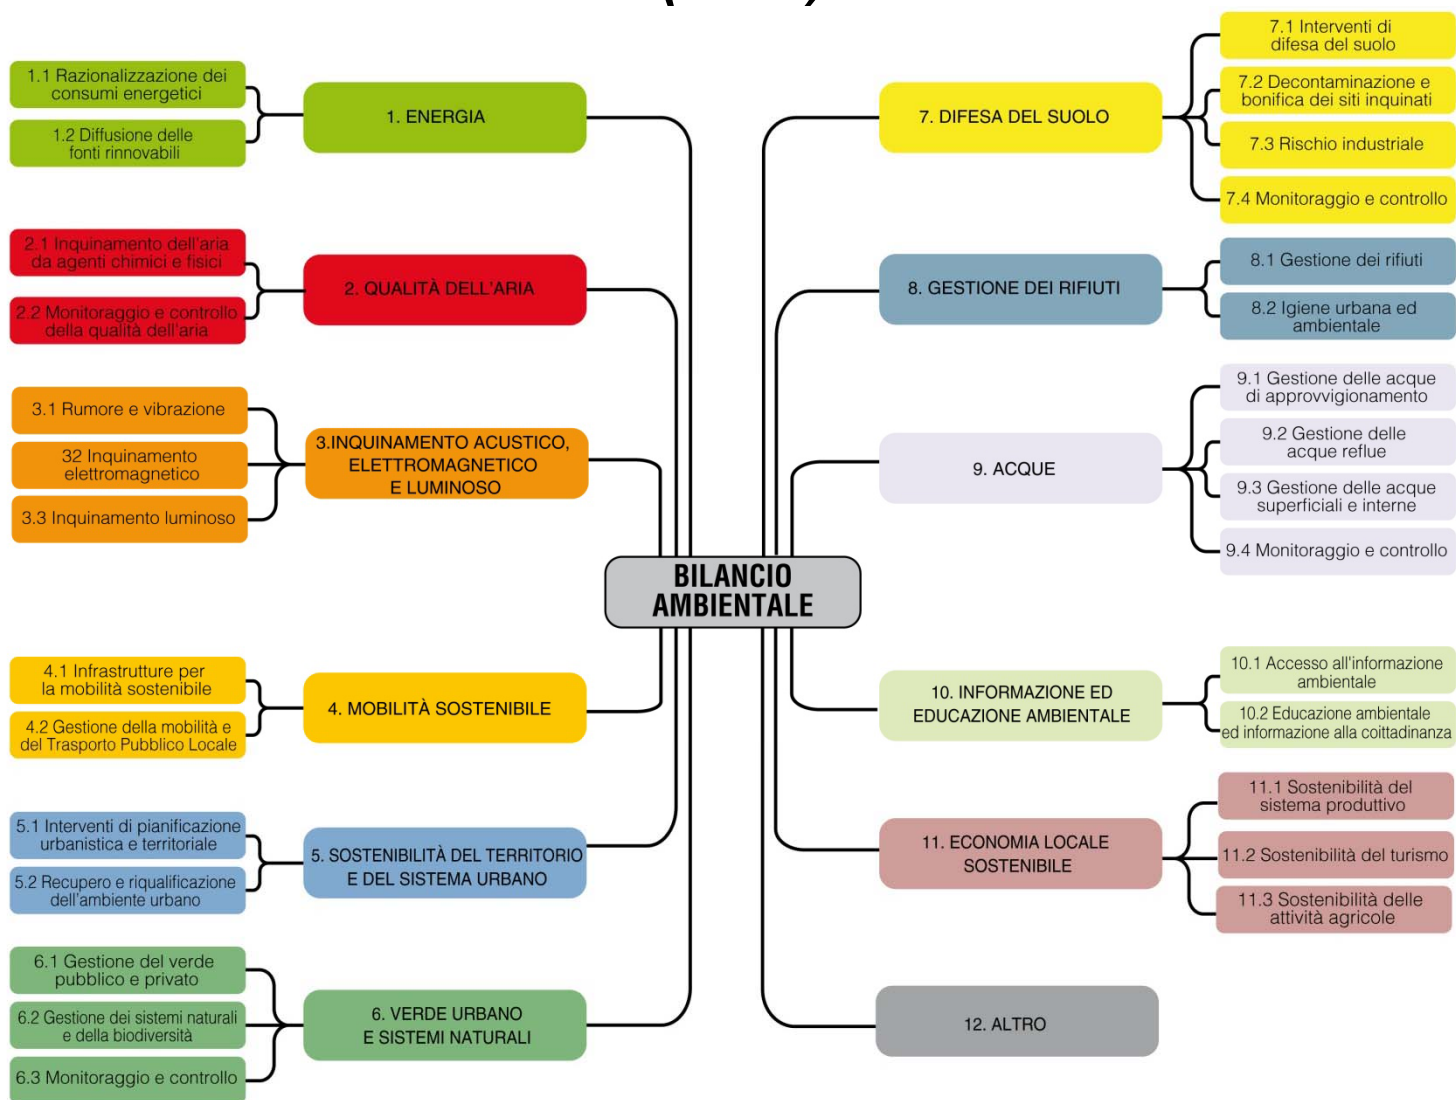 1.1 Razionalizzazione dei
consumi energetici
1.2 Diffusione delle
fonti rinnovabili
1. ENERGIA
2.1 Inquinamento dell'aria
da agenti chimici e fisici
2.2 Monitoraggio e controllo
della qualità dell'aria
2. QUALITÀ DELL'ARIA
3.1 Rumore e vibrazione
32 Inquinamento
elettromagnetico
3.3 Inquinamento luminoso
3.INQUINAMENTO ACUSTICO,
ELETTROMAGNETICO
E LUMINOSO
4.1 Infrastrutture per
la mobilità sostenibile
4.2 Gestione della mobilità e
del Trasporto Pubblico Locale
4. MOBILITÀ SOSTENIBILE
5.1 Interventi di pianificazione
urbanistica e territoriale
5.2 Recupero e riqualificazione
dell'ambiente urbano
5. SOSTENIBILITÀ DEL TERRITORIO
E DEL SISTEMA URBANO
6.1 Gestione del verde
pubblico e privato
6.2 Gestione dei sistemi naturali
e della biodiversità
6.3 Monitoraggio e controllo
6. VERDE URBANO
E SISTEMI NATURALI
BILANCIO
AMBIENTALE
7. DIFESA DEL SUOLO
7.1 Interventi di
difesa del suolo
7.2 Decontaminazione e
bonifica dei siti inquinati
7.3 Rischio industriale
7.4 Monitoraggio e controllo
8. GESTIONE DEI RIFIUTI
8.1 Gestione dei rifiuti
8.2 Igiene urbana ed
ambientale
9. ACQUE
9.1 Gestione delle acque
di approvvigionamento
9.2 Gestione delle
acque reflue
9.3 Gestione delle acque
superficiali e interne
9.4 Monitoraggio e controllo
10. INFORMAZIONE ED
EDUCAZIONE AMBIENTALE
10.1 Accesso all'informazione
ambientale
10.2 Educazione ambientale
ed informazione alla coittadinanza
11. ECONOMIA LOCALE
SOSTENIBILE
11.1 Sostenibilità del
sistema produttivo
11.2 Sostenibilità del turismo
11.3 Sostenibilità delle
attività agricole
12. ALTRO